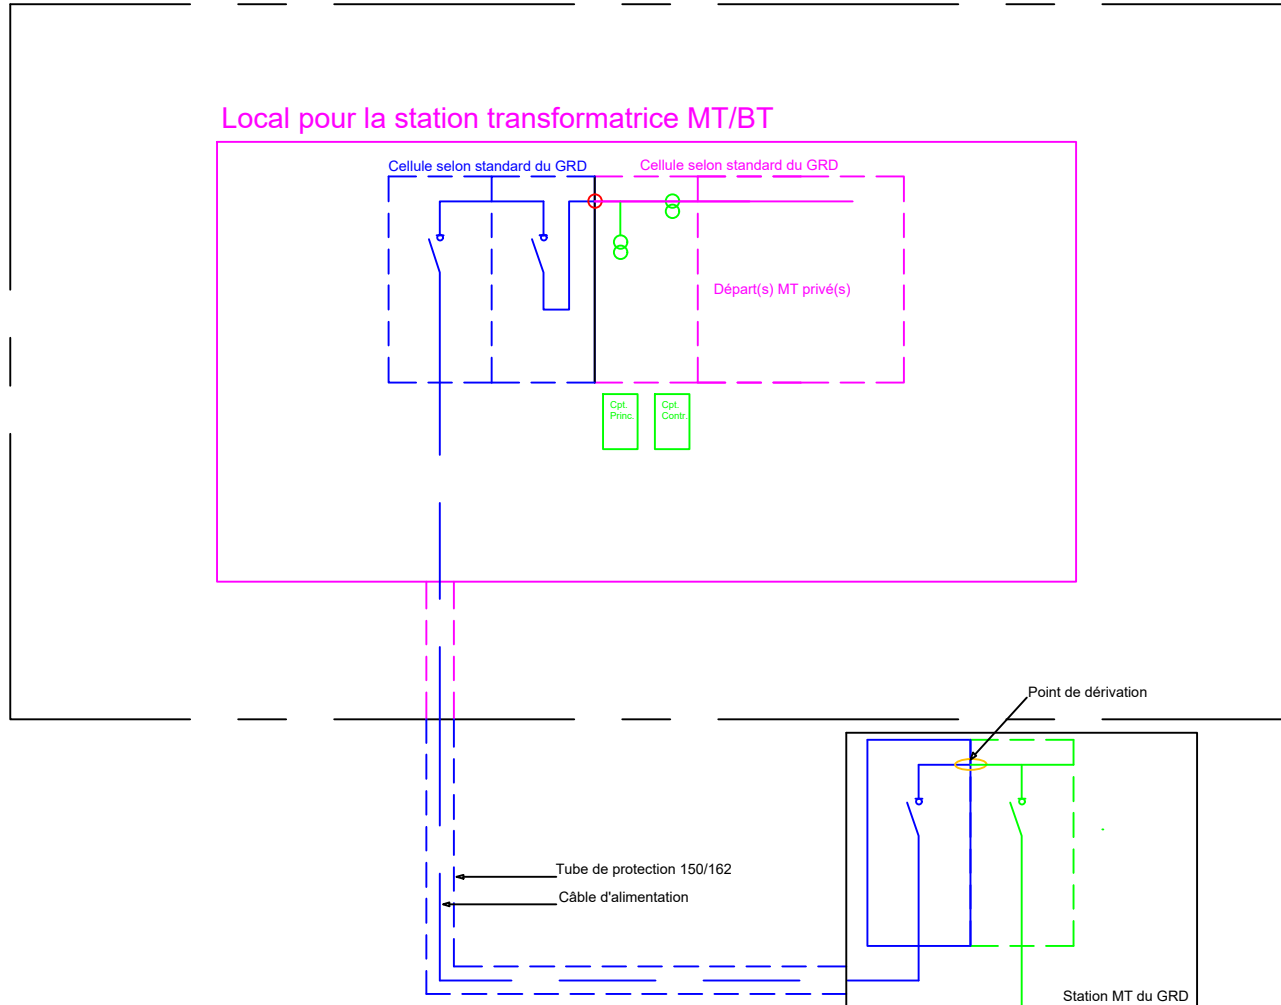 Local pour la station transformatrice MT/BT
Cellule selon standard du GRD
Cellule selon standard du GRD
Départ(s) MT privé(s)
Cpt.
Princ.
Cpt.
Contr.
Point de dérivation
Tube de protection 150/162
Câble d'alimentation
Station MT du GRD